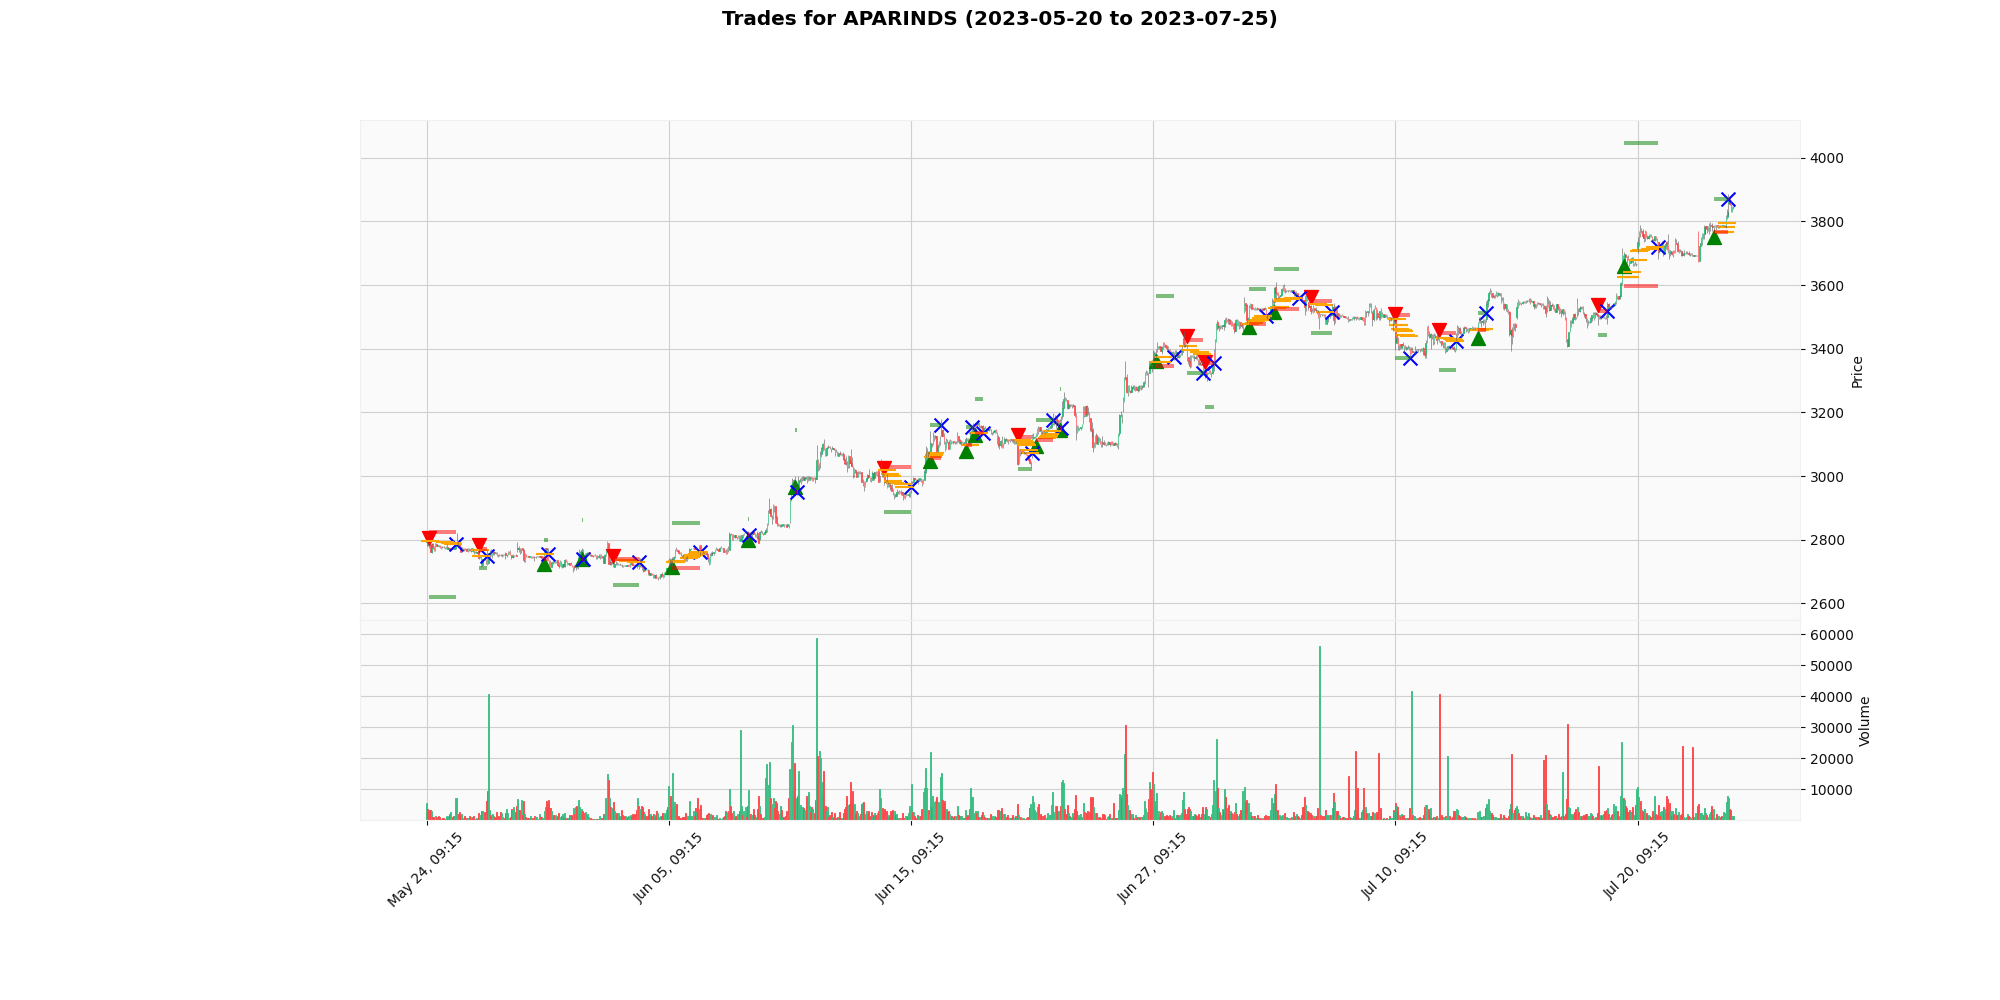 Trades for APARINDS (2023-05-20 to 2023-07-25)
4000
3800
3600
3400
3200
3000
2800
2600
Price
60000
50000
40000
30000
20000
10000
Volume
May 24, 09:15
Jun 05, 09:15
Jun 15, 09:15
Jun 27, 09:15
Jul 10, 09:15
Jul 20, 09:15